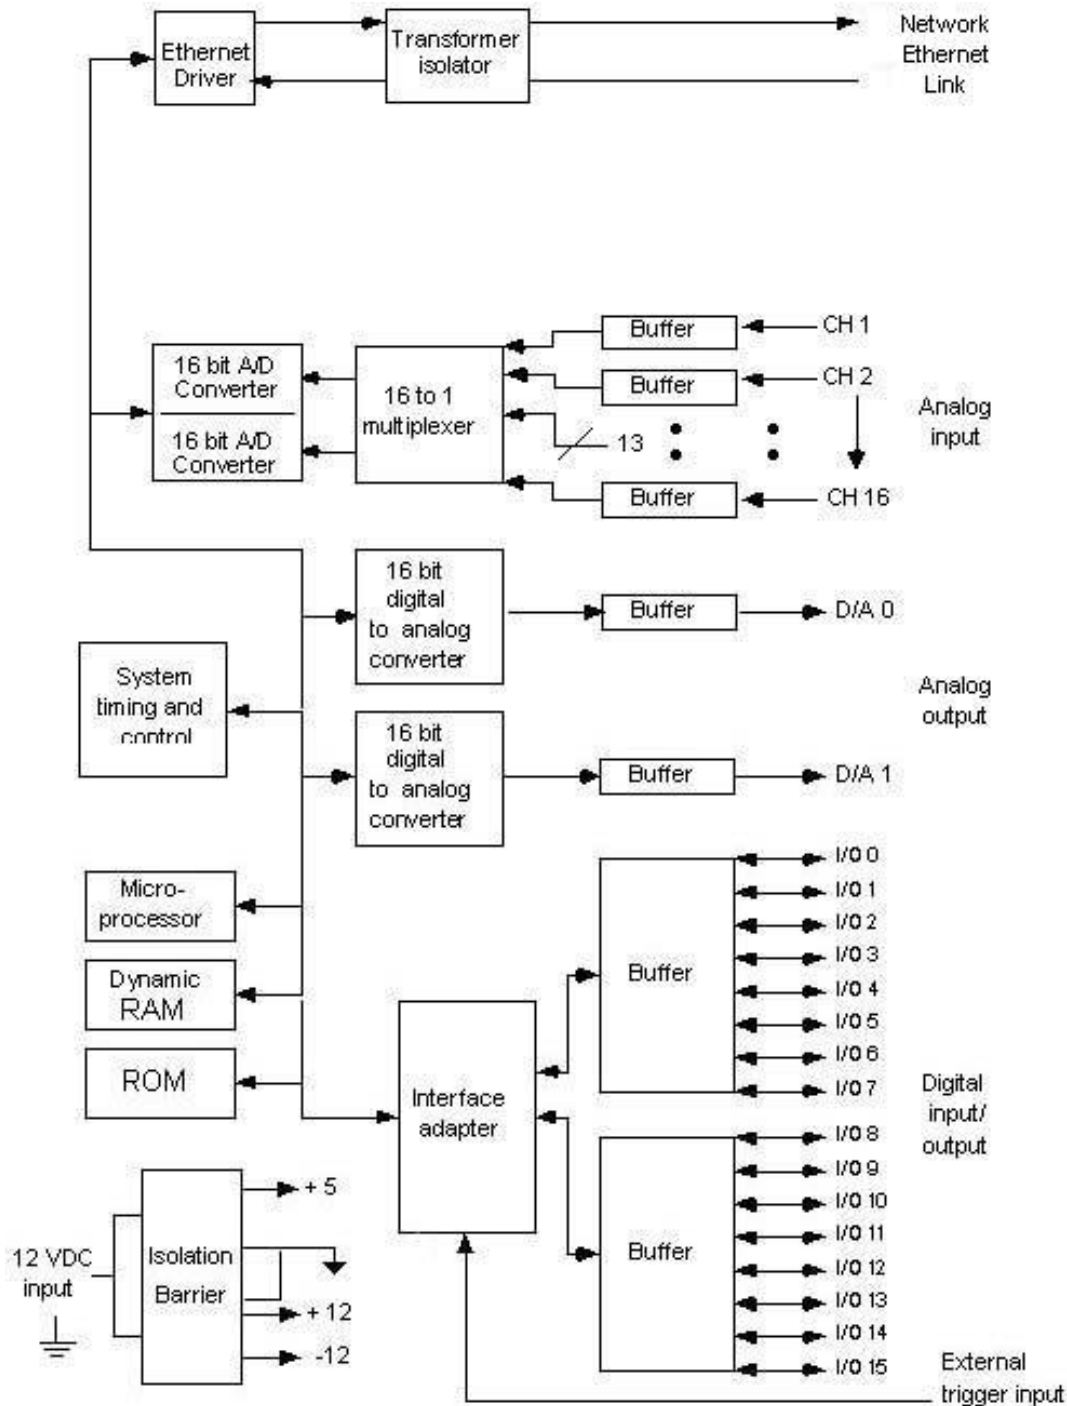 Ethernet
Driver
Transformer
isolator
Network
Ethernet
Link
16 bit A/D
Converter
16 bit A/D
Converter
16 to 1
multiplexer
Buffer
CH 1
Buffer
CH 2
13
Buffer
CH 16
Analog
input
16 bit
digital
to analog
converter
Buffer
D/A 0
System
timing and
control
Analog
output
16 bit
digital
to analog
converter
Buffer
D/A 1
Micro-
processor
Dynamic
RAM
ROM
Interface
adapter
Buffer
I/O 0
I/O 1
I/O 2
I/O 3
I/O 4
I/O 5
I/O 6
I/O 7
Digital
input/
output
Buffer
I/O 8
I/O 9
I/O 10
I/O 11
I/O 12
I/O 13
I/O 14
I/O 15
12 VDC
input
Isolation
Barrier
+ 5
+ 12
-12
External
trigger input